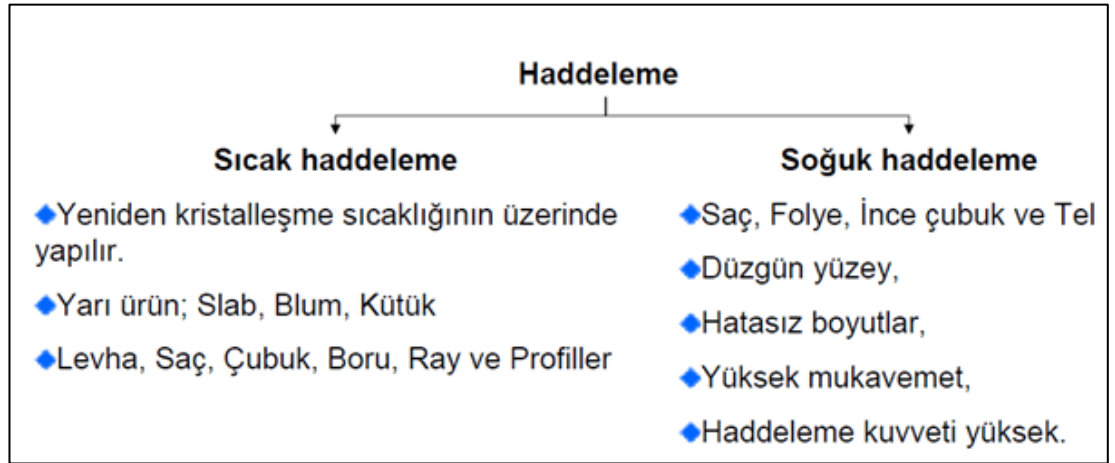 Haddeleme
Sıcak haddeleme
◆Yeniden kristalleşme sıcaklığının üzerinde
yapılır.
◆Yarı ürün; Slab, Blum, Kütük
◆Levha, Saç, Çubuk, Boru, Ray ve Profiller
Soğuk haddeleme
◆Saç, Folye, İnce çubuk ve Tel
◆Düzgün yüzey,
◆Hatasız boyutlar,
◆Yüksek mukavemet,
◆Haddeleme kuvveti yüksek.